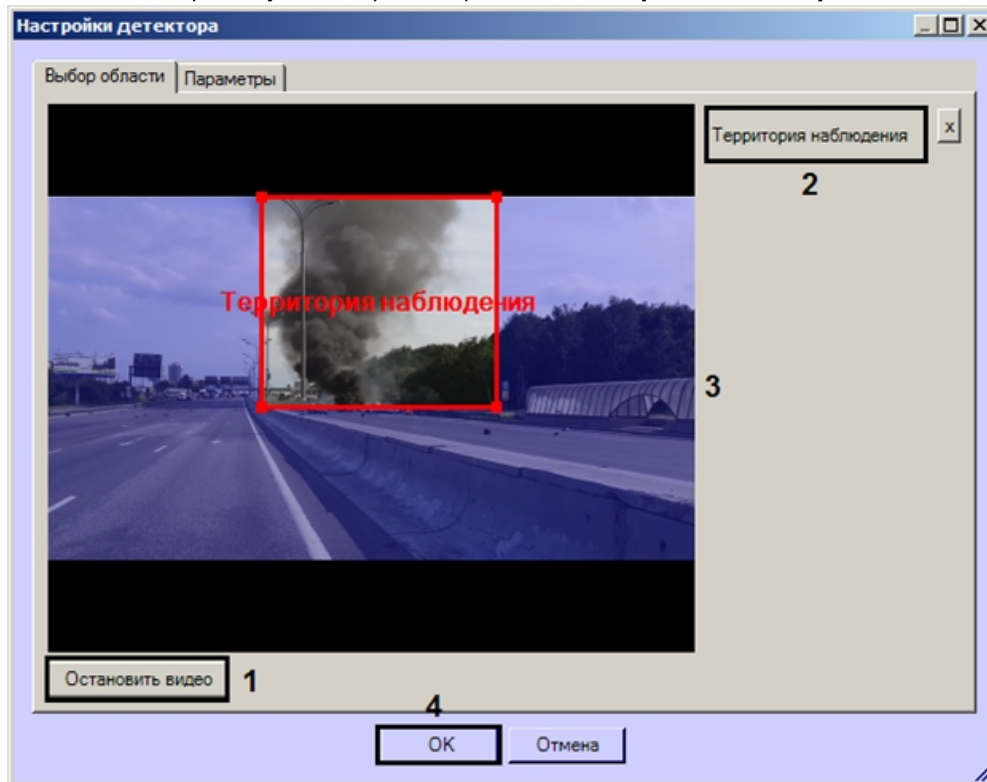 Настройки детектора
Выбор области
Параметры
Территория наблюдения
x
2
Территория наблюдения
3
Остановить видео
1
4
OK
Отмена